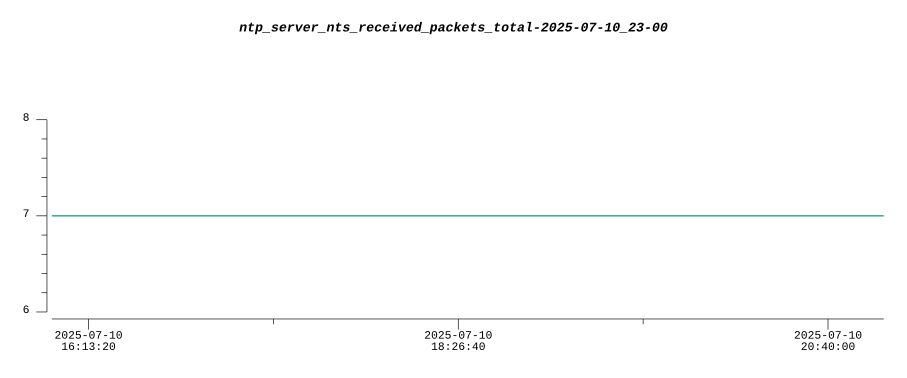 ntp_server_nts_received_packets_total-2025-07-10_23-00
8
7
6
2025-07-10 2025-07-10 2025-07-10
16:13:20 18:26:40 20:40:00